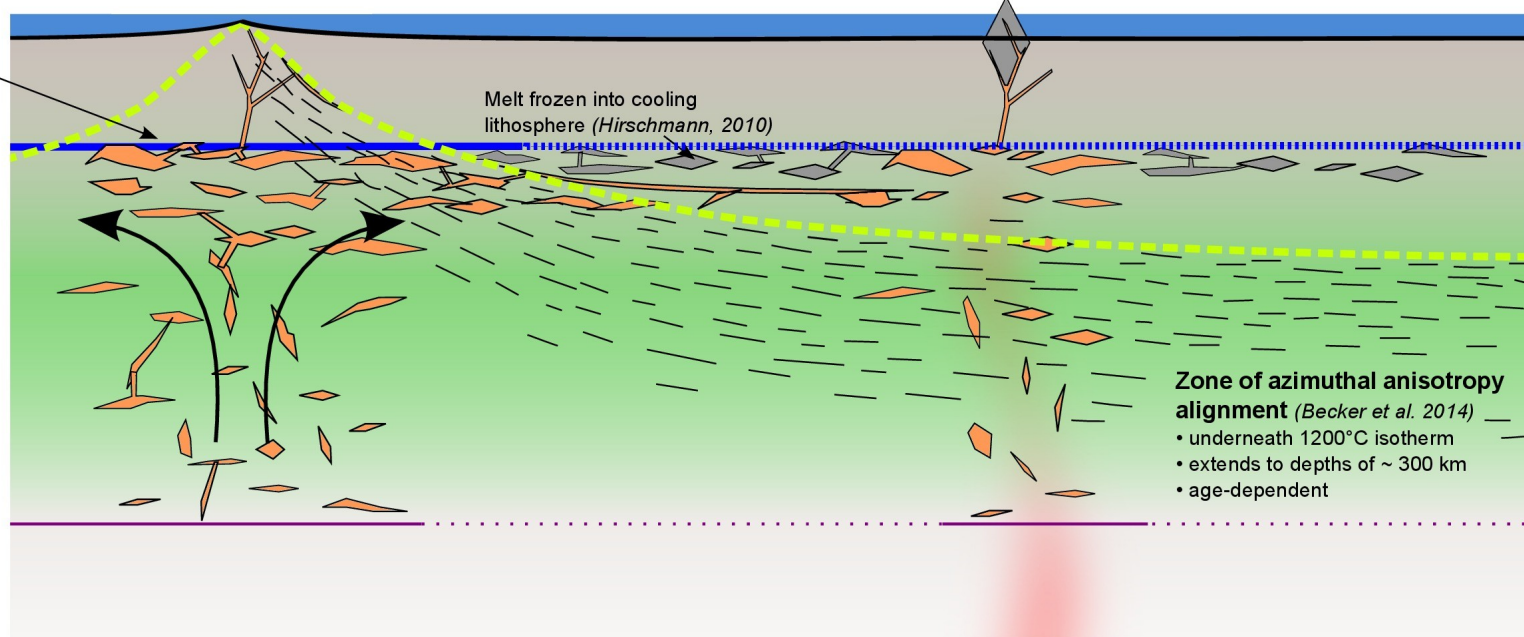 Melt frozen into cooling
lithosphere (Hirschmann, 2010)
Zone of azimuthal anisotropy
alignment (Becker et al. 2014)
• underneath 1200°C isotherm
• extends to depths of ~ 300 km
• age-dependent